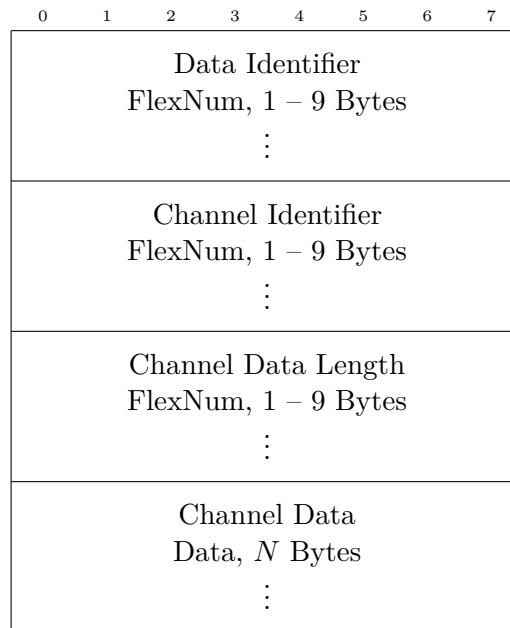 0 1 2 3 4 5 6 7
Data Identifier
FlexNum, 1 – 9 Bytes
⋮
Channel Identifier
FlexNum, 1 – 9 Bytes
⋮
Channel Data Length
FlexNum, 1 – 9 Bytes
⋮
Channel Data
Data, N Bytes
⋮